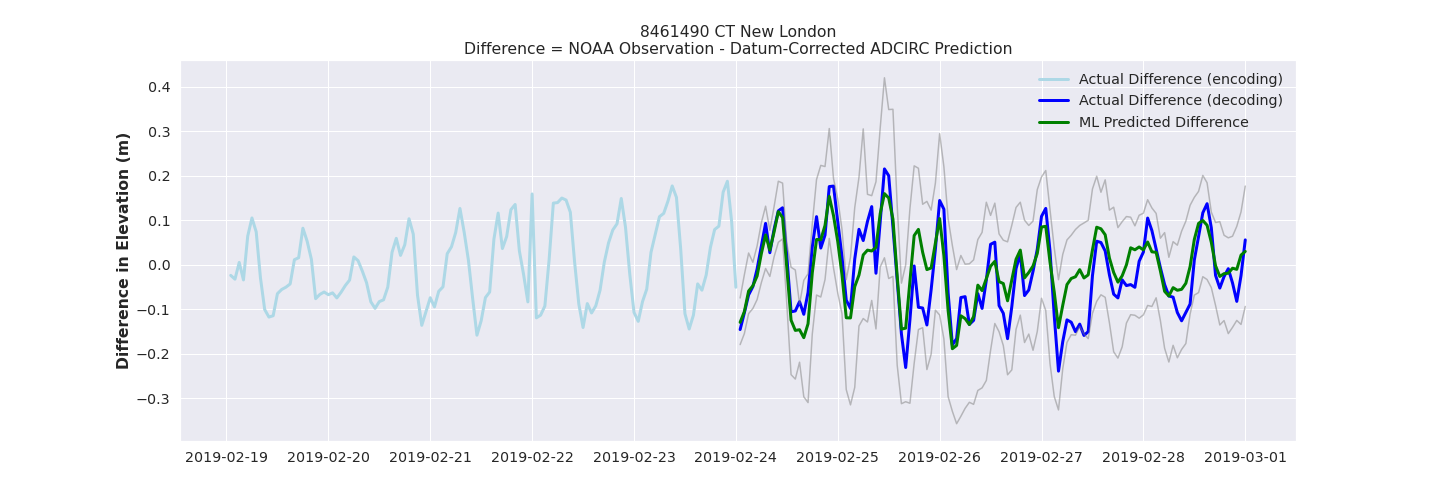 8461490 CT New London
Difference = NOAA Observation - Datum-Corrected ADCIRC Prediction
Difference in Elevation (m)
0.4
0.3
0.2
0.1
0.0
−0.1
−0.2
−0.3
Actual Difference (encoding)
Actual Difference (decoding)
ML Predicted Difference
2019-02-19 2019-02-20 2019-02-21 2019-02-22 2019-02-23 2019-02-24 2019-02-25 2019-02-26 2019-02-27 2019-02-28 2019-03-01